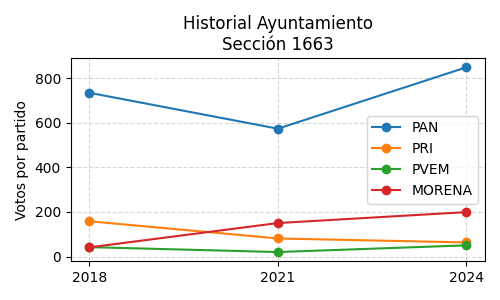 Historial Ayuntamiento
Sección 1663
Votos por partido
800
600
400
200
0
2018
2021
2024
PAN
PRI
PVEM
MORENA